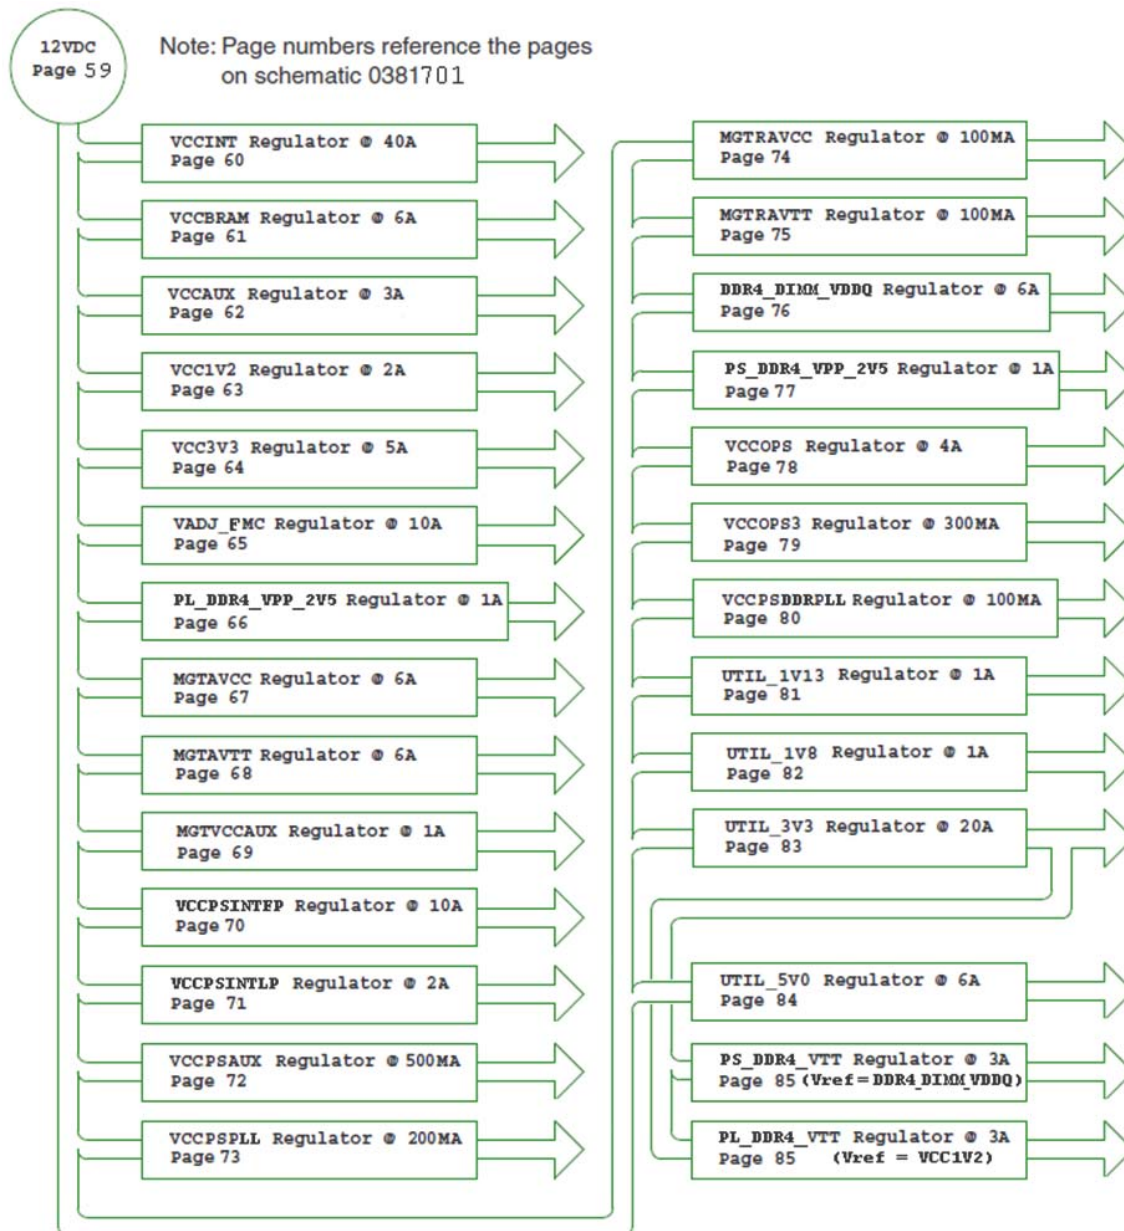 12VDC
Page 59
Note: Page numbers reference the pages
on schematic 0381701
VCCINT Regulator @ 40A
Page 60
VCCBRAM Regulator @ 6A
Page 61
VCCAUX Regulator @ 3A
Page 62
VCC1V2 Regulator @ 2A
Page 63
VCC3V3 Regulator @ 5A
Page 64
VADJ_FMC Regulator @ 10A
Page 65
PL_DDR4_VPP_2V5 Regulator @ 1A
Page 66
MGTAVCC Regulator @ 6A
Page 67
MGTAVTT Regulator @ 6A
Page 68
MGTVCCAUX Regulator @ 1A
Page 69
VCCPSINTFP Regulator @ 10A
Page 70
VCCPSINTLP Regulator @ 2A
Page 71
VCCPSAUX Regulator @ 500MA
Page 72
VCCPSPLL Regulator @ 200MA
Page 73
MGTRAVCC Regulator @ 100MA
Page 74
MGTRAVTT Regulator @ 100MA
Page 75
DDR4_DIMM_VDDQ Regulator @ 6A
Page 76
PS_DDR4_VPP_2V5 Regulator @ 1A
Page 77
VCCOPS Regulator @ 4A
Page 78
VCCOPS3 Regulator @ 300MA
Page 79
VCCPSDDRPLL Regulator @ 100MA
Page 80
UTIL_1V13 Regulator @ 1A
Page 81
UTIL_1V8 Regulator @ 1A
Page 82
UTIL_3V3 Regulator @ 20A
Page 83
UTIL_5V0 Regulator @ 6A
Page 84
PS_DDR4_VTT Regulator @ 3A
Page 85 (Vref=DDR4_DIMM_VDDQ)
PL_DDR4_VTT Regulator @ 3A
Page 85 (Vref = VCC1V2)